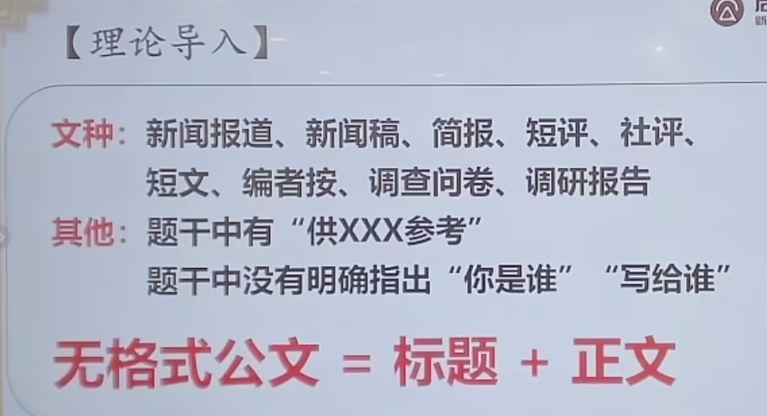 【理论导入】
文种：新闻报道、新闻稿、简报、短评、社评、
短文、编者按、调查问卷、调研报告
其他：题干中有“供XXX参考”
题干中没有明确指出“你是谁”“写给谁”
无格式公文 = 标题 + 正文